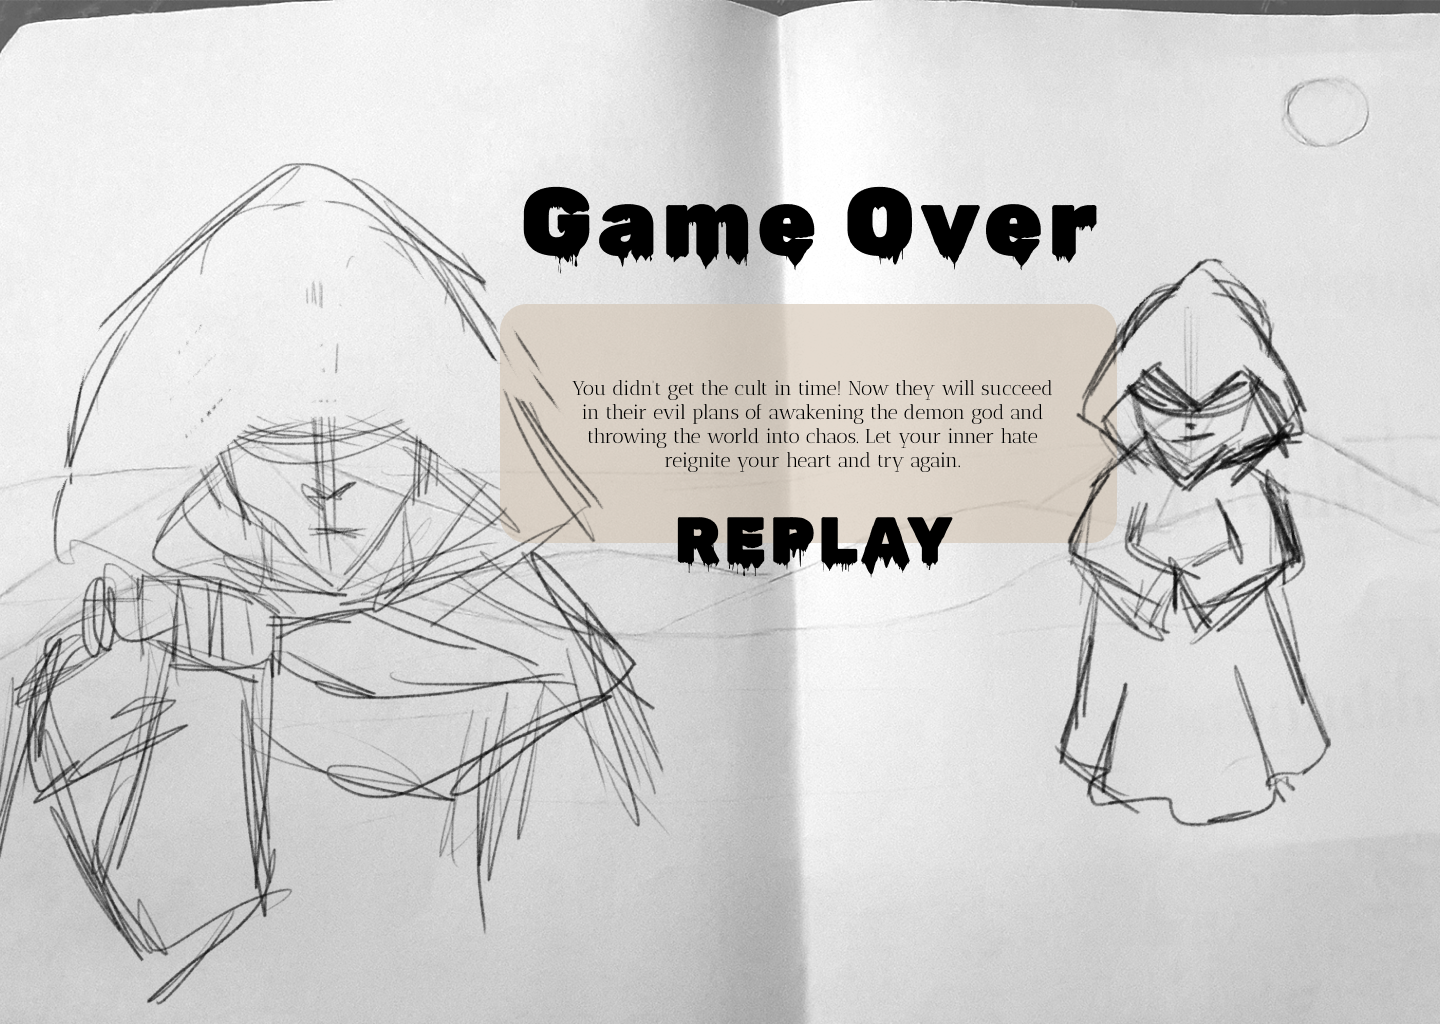 Game Over
You didn't get the cult in time! Now they will succeed
in their evil plans of awakening the demon god and
throwing the world into chaos. Let your inner hate
reignite your heart and try again.
REPLAY